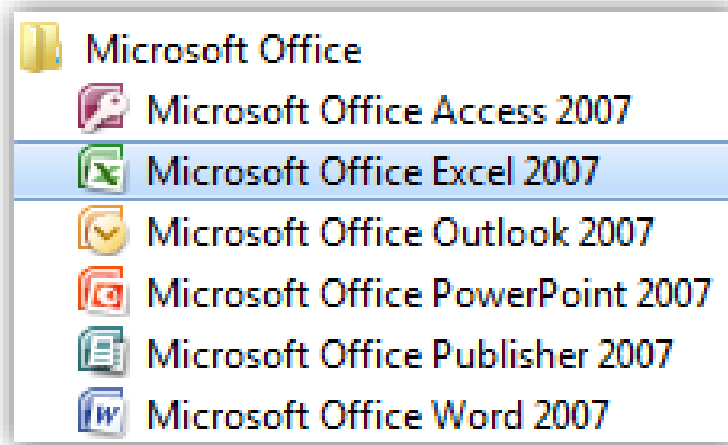 Microsoft Office
Microsoft Office Access 2007
Microsoft Office Excel 2007
Microsoft Office Outlook 2007
Microsoft Office PowerPoint 2007
Microsoft Office Publisher 2007
Microsoft Office Word 2007